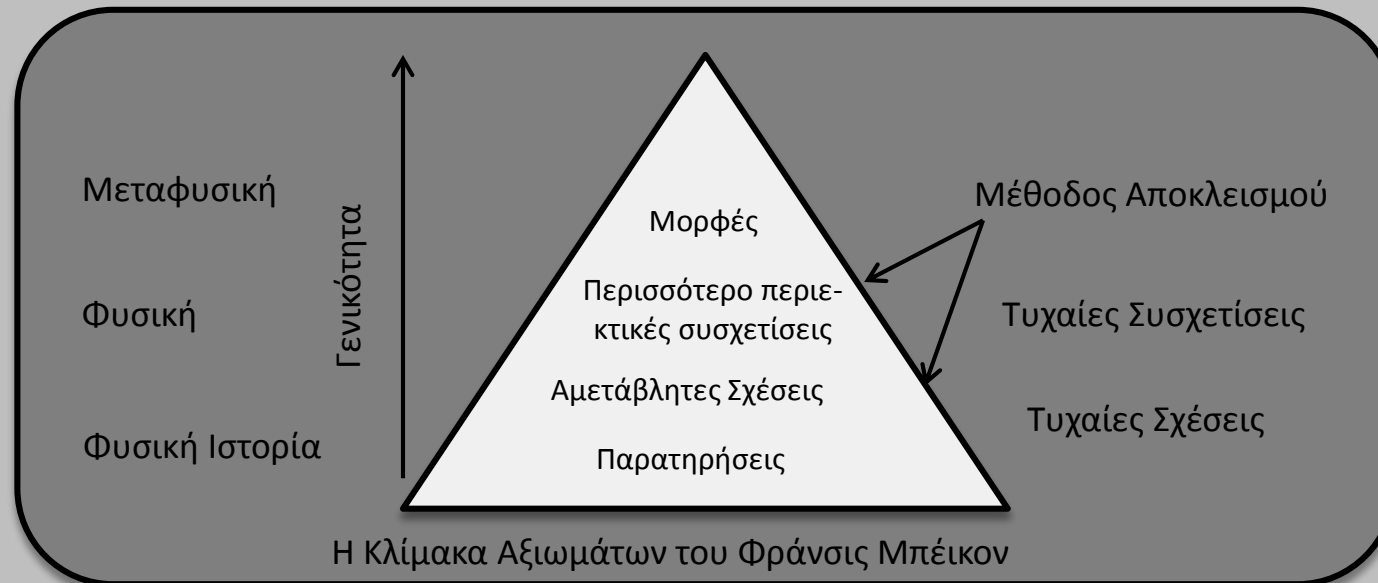 Μεταφυσική
Φυσική
Φυσική Ιστορία
Γενικότητα
Μορφές
Περισσότερο περιε-
κτικές συσχετίσεις
Αμετάβλητες Σχέσεις
Παρατηρήσεις
Μέθοδος Αποκλεισμού
Τυχαίες Συσχετίσεις
Τυχαίες Σχέσεις
Η Κλίμακα Αξιωμάτων του Φράνσις Μπέικον